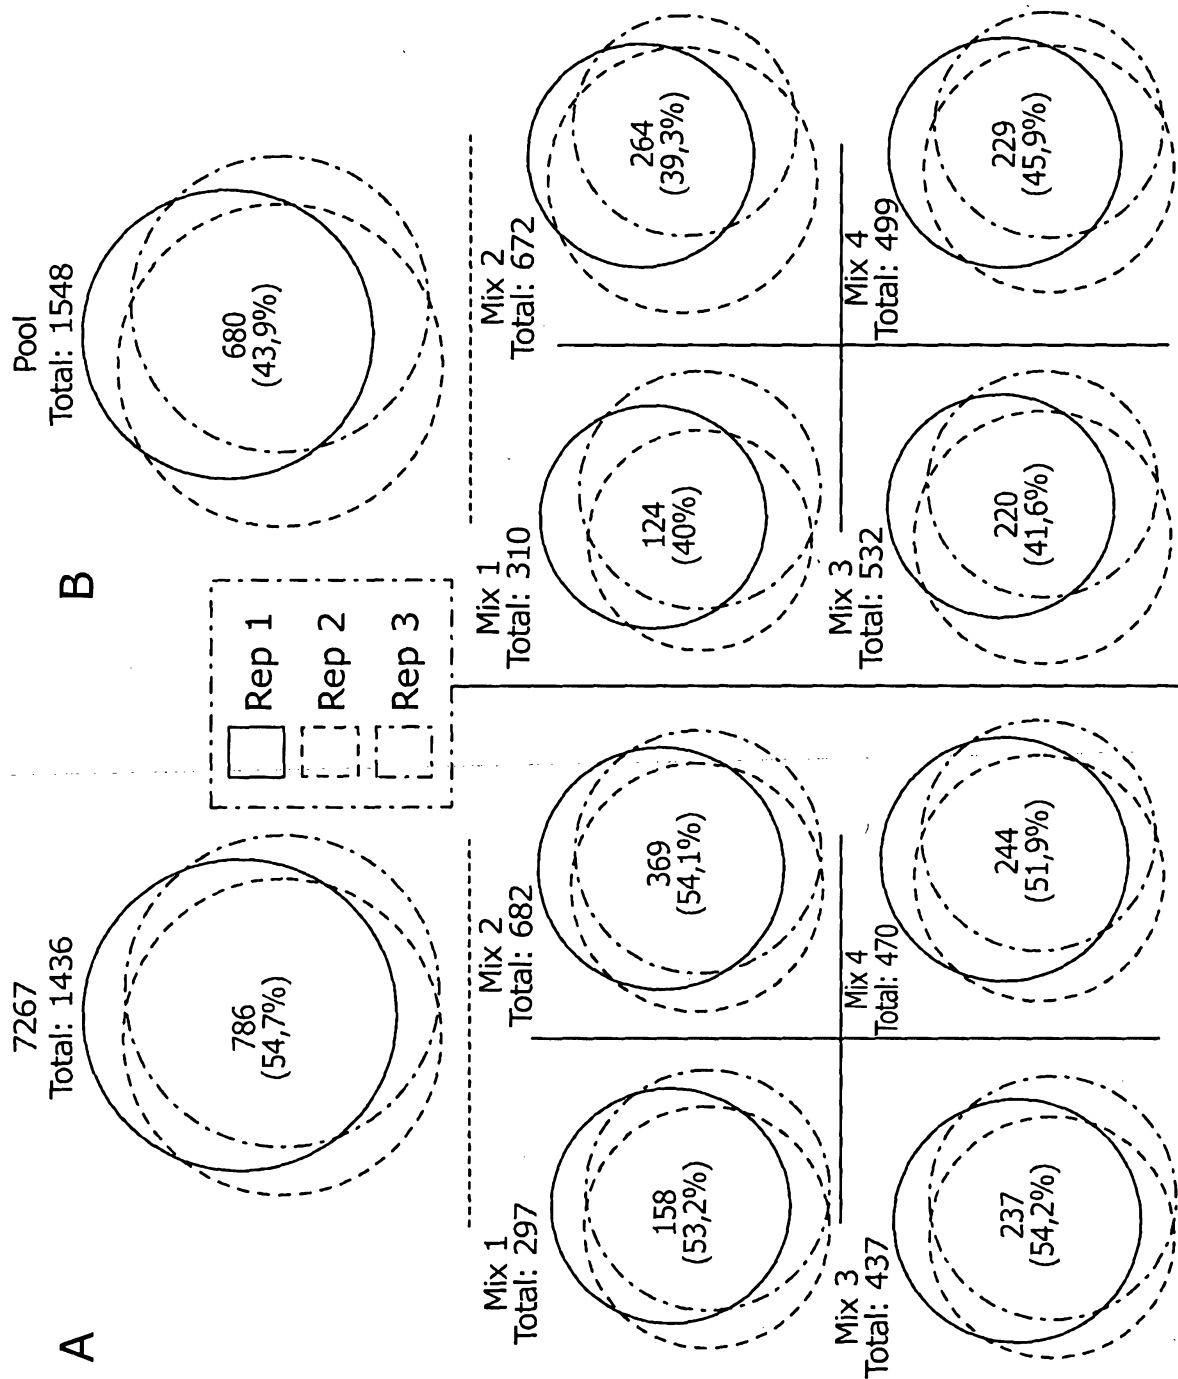 A
7267
Total: 1436
786
(54,7%)
Mix 1
Total: 297
158
(53,2%)
Mix 2
Total: 682
369
(54,1%)
Mix 3
Total: 437
237
(54,2%)
Mix 4
Total: 470
244
(51,9%)
Rep 1
Rep 2
Rep 3
B
Pool
Total: 1548
680
(43,9%)
Mix 1
Total: 310
124
(40%)
Mix 2
Total: 672
264
(39,3%)
Mix 3
Total: 532
220
(41,6%)
Mix 4
Total: 499
229
(45,9%)